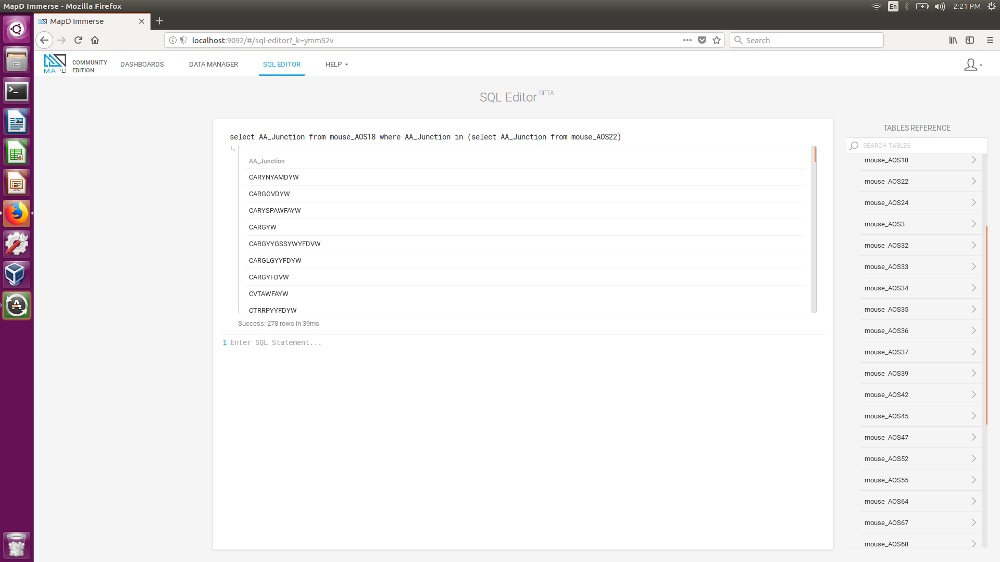 MapD Immerse - Mozilla Firefox
En
2:21 PM
MapD Immerse
localhost:9092/#/sql-editor?_k=ymm52v
Search
MAPD
COMMUNITY
EDITION
DASHBOARDS
DATA MANAGER
SQL EDITOR
HELP
SQL Editor BETA
select AA_Junction from mouse_AOS18 where AA_Junction in (select AA_Junction from mouse_AOS22)
AA_Junction
CARYNYAMDYW
CARGGVDYW
CARYSPAWFAYW
CARGYW
CARGYYGSSYWYFDVW
CARGLGYYFDYW
CARGYFDVW
CVTAWFAYW
CTRRPYYFDYW
Success: 278 rows in 39ms
1 Enter SQL Statement...
TABLES REFERENCE
SEARCH TABLES
mouse_AOS18
mouse_AOS22
mouse_AOS24
mouse_AOS3
mouse_AOS32
mouse_AOS33
mouse_AOS34
mouse_AOS35
mouse_AOS36
mouse_AOS37
mouse_AOS39
mouse_AOS42
mouse_AOS45
mouse_AOS47
mouse_AOS52
mouse_AOS55
mouse_AOS64
mouse_AOS67
mouse_AOS68